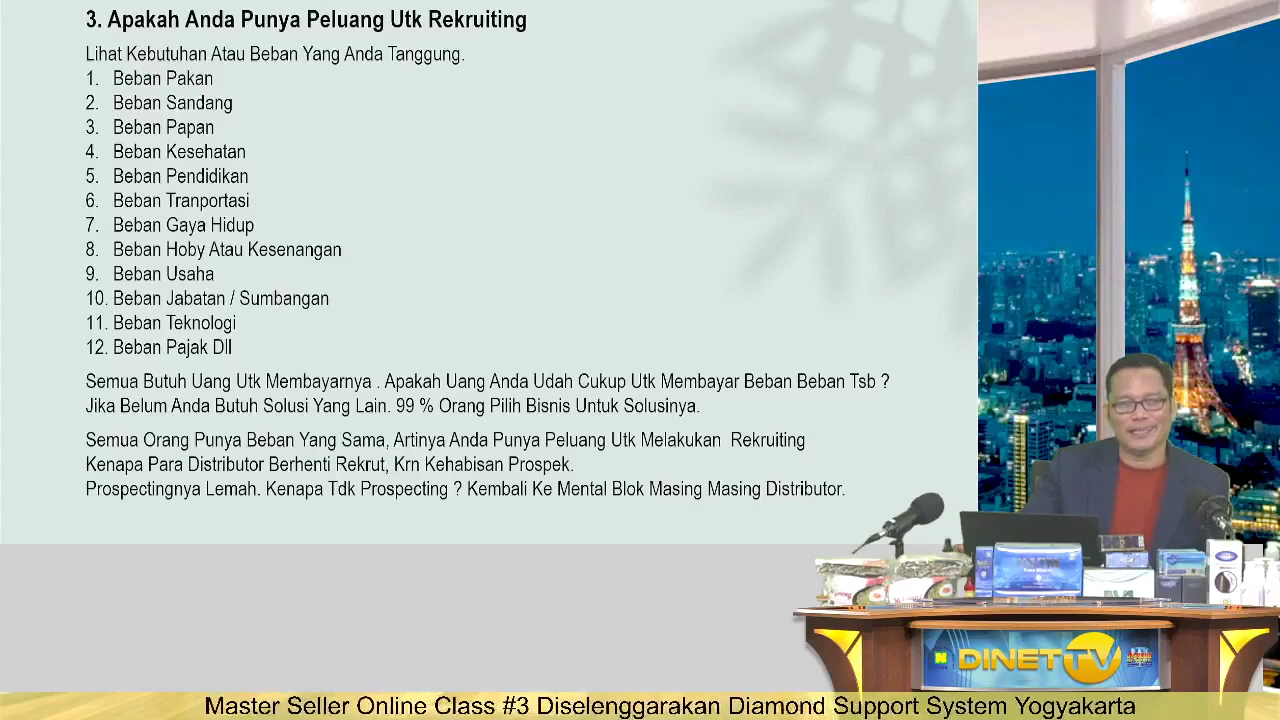 3. Apakah Anda Punya Peluang Utk Rekruiting
Lihat Kebutuhan Atau Beban Yang Anda Tanggung.
1. Beban Pakan
2. Beban Sandang
3. Beban Papan
4. Beban Kesehatan
5. Beban Pendidikan
6. Beban Tranportasi
7. Beban Gaya Hidup
8. Beban Hoby Atau Kesenangan
9. Beban Usaha
10. Beban Jabatan / Sumbangan
11. Beban Teknologi
12. Beban Pajak Dll
Semua Butuh Uang Utk Membayarnya . Apakah Uang Anda Udah Cukup Utk Membayar Beban Beban Tsb ?
Jika Belum Anda Butuh Solusi Yang Lain. 99 % Orang Pilih Bisnis Untuk Solusinya.
Semua Orang Punya Beban Yang Sama, Artinya Anda Punya Peluang Utk Melakukan Rekruiting
Kenapa Para Distributor Berhenti Rekrut, Krn Kehabisan Prospek.
Prospectingnya Lemah. Kenapa Tdk Prospecting ? Kembali Ke Mental Blok Masing Masing Distributor.
DINET TV
Master Seller Online Class #3 Diselenggarakan Diamond Support System Yogyakarta